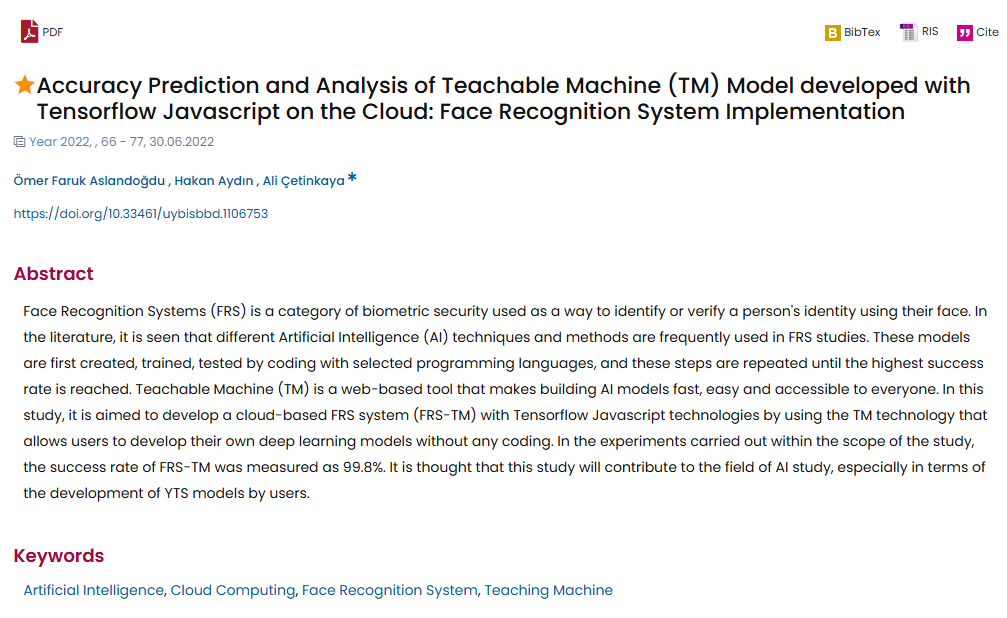 PDF
BibTex RIS Cite
Accuracy Prediction and Analysis of Teachable Machine (TM) Model developed with
Tensorflow Javascript on the Cloud: Face Recognition System Implementation
Year 2022, , 66 - 77, 30.06.2022
Ömer Faruk Aslandoğdu , Hakan Aydın , Ali Çetinkaya *
https://doi.org/10.33461/uybisbbd.1106753
Abstract
Face Recognition Systems (FRS) is a category of biometric security used as a way to identify or verify a person's identity using their face. In
the literature, it is seen that different Artificial Intelligence (AI) techniques and methods are frequently used in FRS studies. These models
are first created, trained, tested by coding with selected programming languages, and these steps are repeated until the highest success
rate is reached. Teachable Machine (TM) is a web-based tool that makes building AI models fast, easy and accessible to everyone. In this
study, it is aimed to develop a cloud-based FRS system (FRS-TM) with Tensorflow Javascript technologies by using the TM technology that
allows users to develop their own deep learning models without any coding. In the experiments carried out within the scope of the study,
the success rate of FRS-TM was measured as 99.8%. It is thought that this study will contribute to the field of AI study, especially in terms of
the development of YTS models by users.
Keywords
Artificial Intelligence, Cloud Computing, Face Recognition System, Teaching Machine